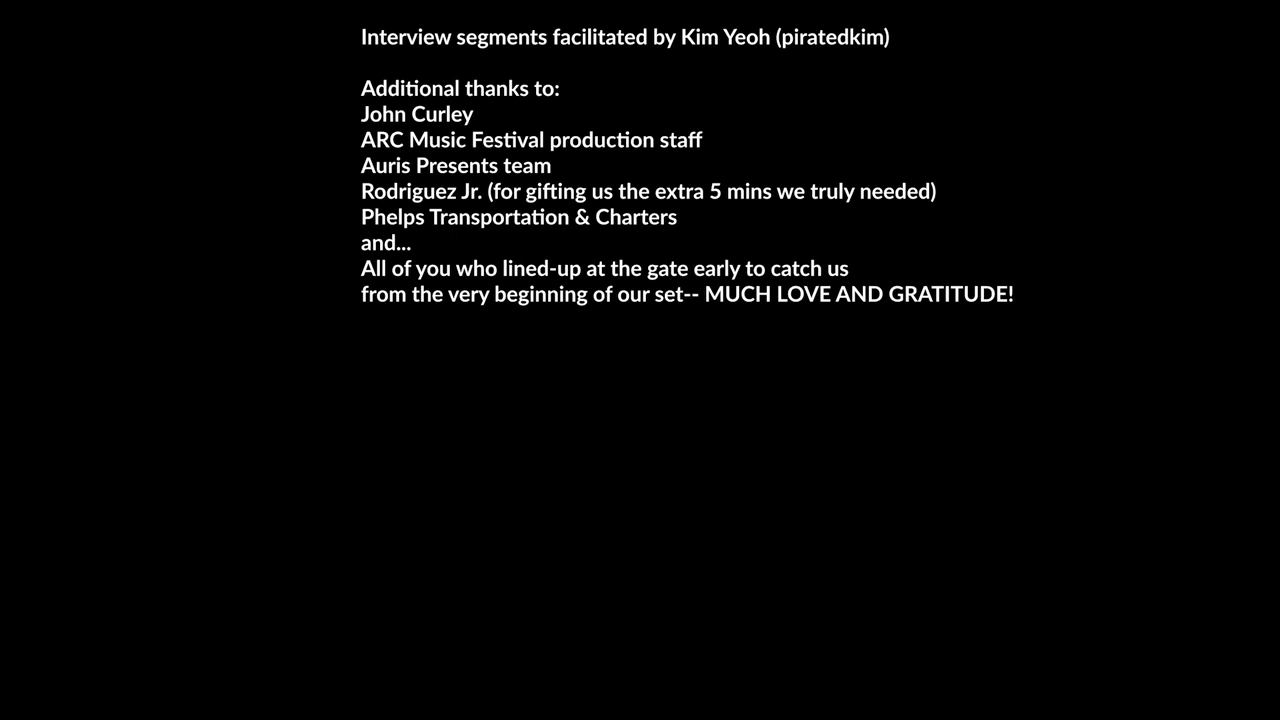 Interview segments facilitated by Kim Yeoh (piratedkim)
Additional thanks to:
John Curley
ARC Music Festival production staff
Auris Presents team
Rodriguez Jr. (for gifting us the extra 5 mins we truly needed)
Phelps Transportation & Charters
and...
All of you who lined-up at the gate early to catch us
from the very beginning of our set-- MUCH LOVE AND GRATITUDE!